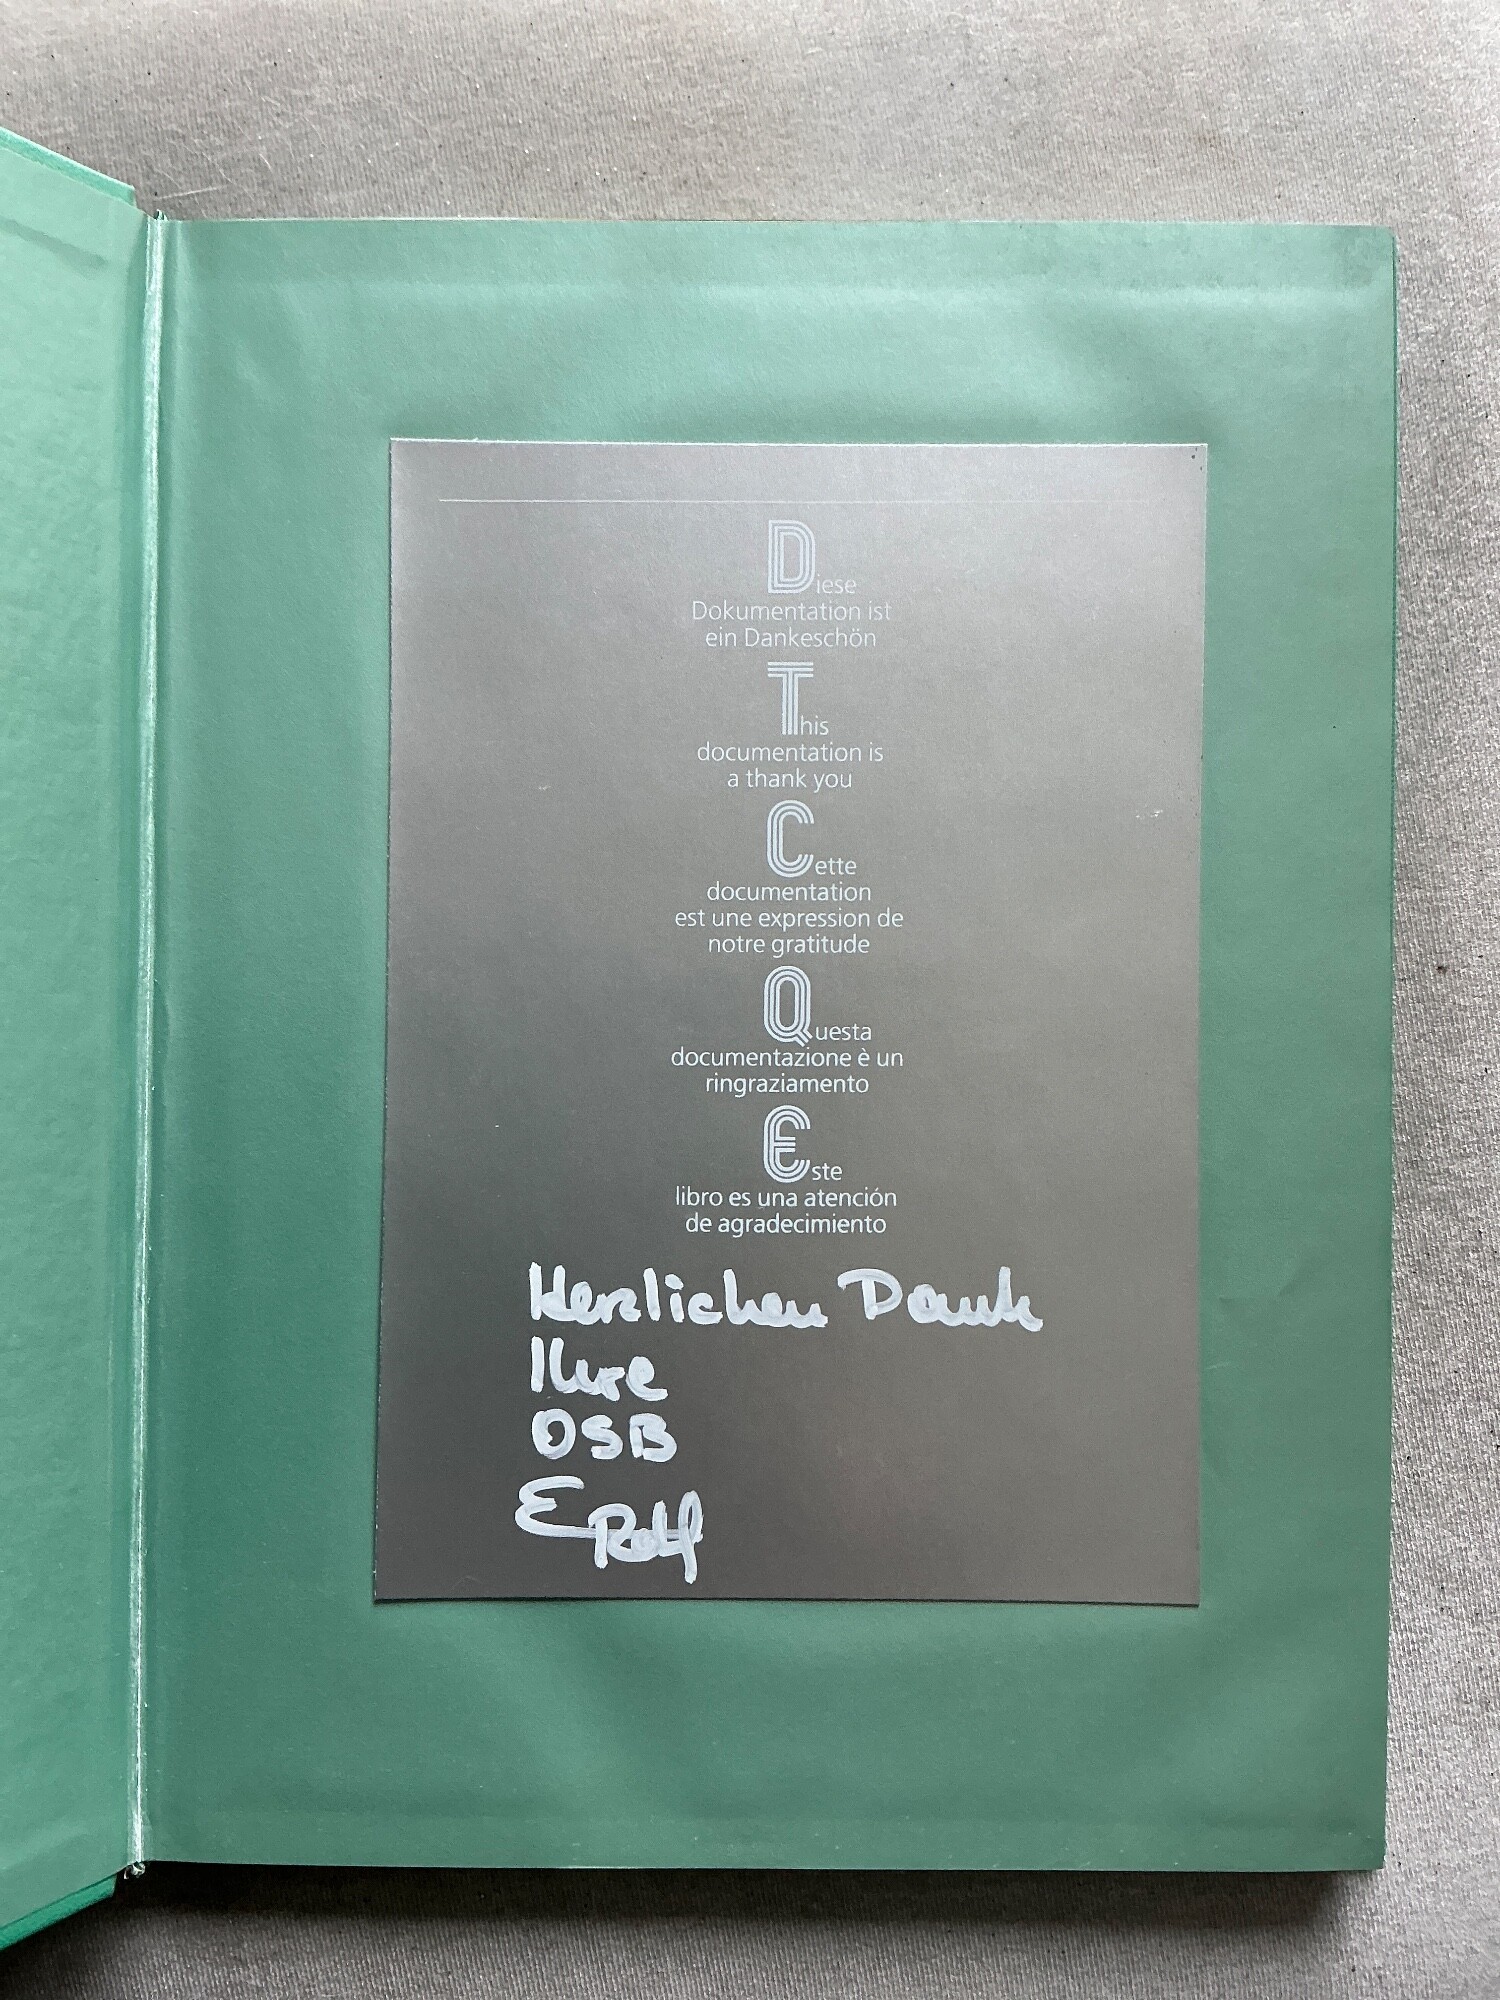 Diese
Dokumentation ist
ein Dankeschön
This
documentation is
a thank you
Cette
documentation
est une expression de
notre gratitude
Questa
documentazione è un
ringraziamento
Este
libro es una atención
de agradecimiento
Herzlichen Dank
Ihre
OSB
E Rolf